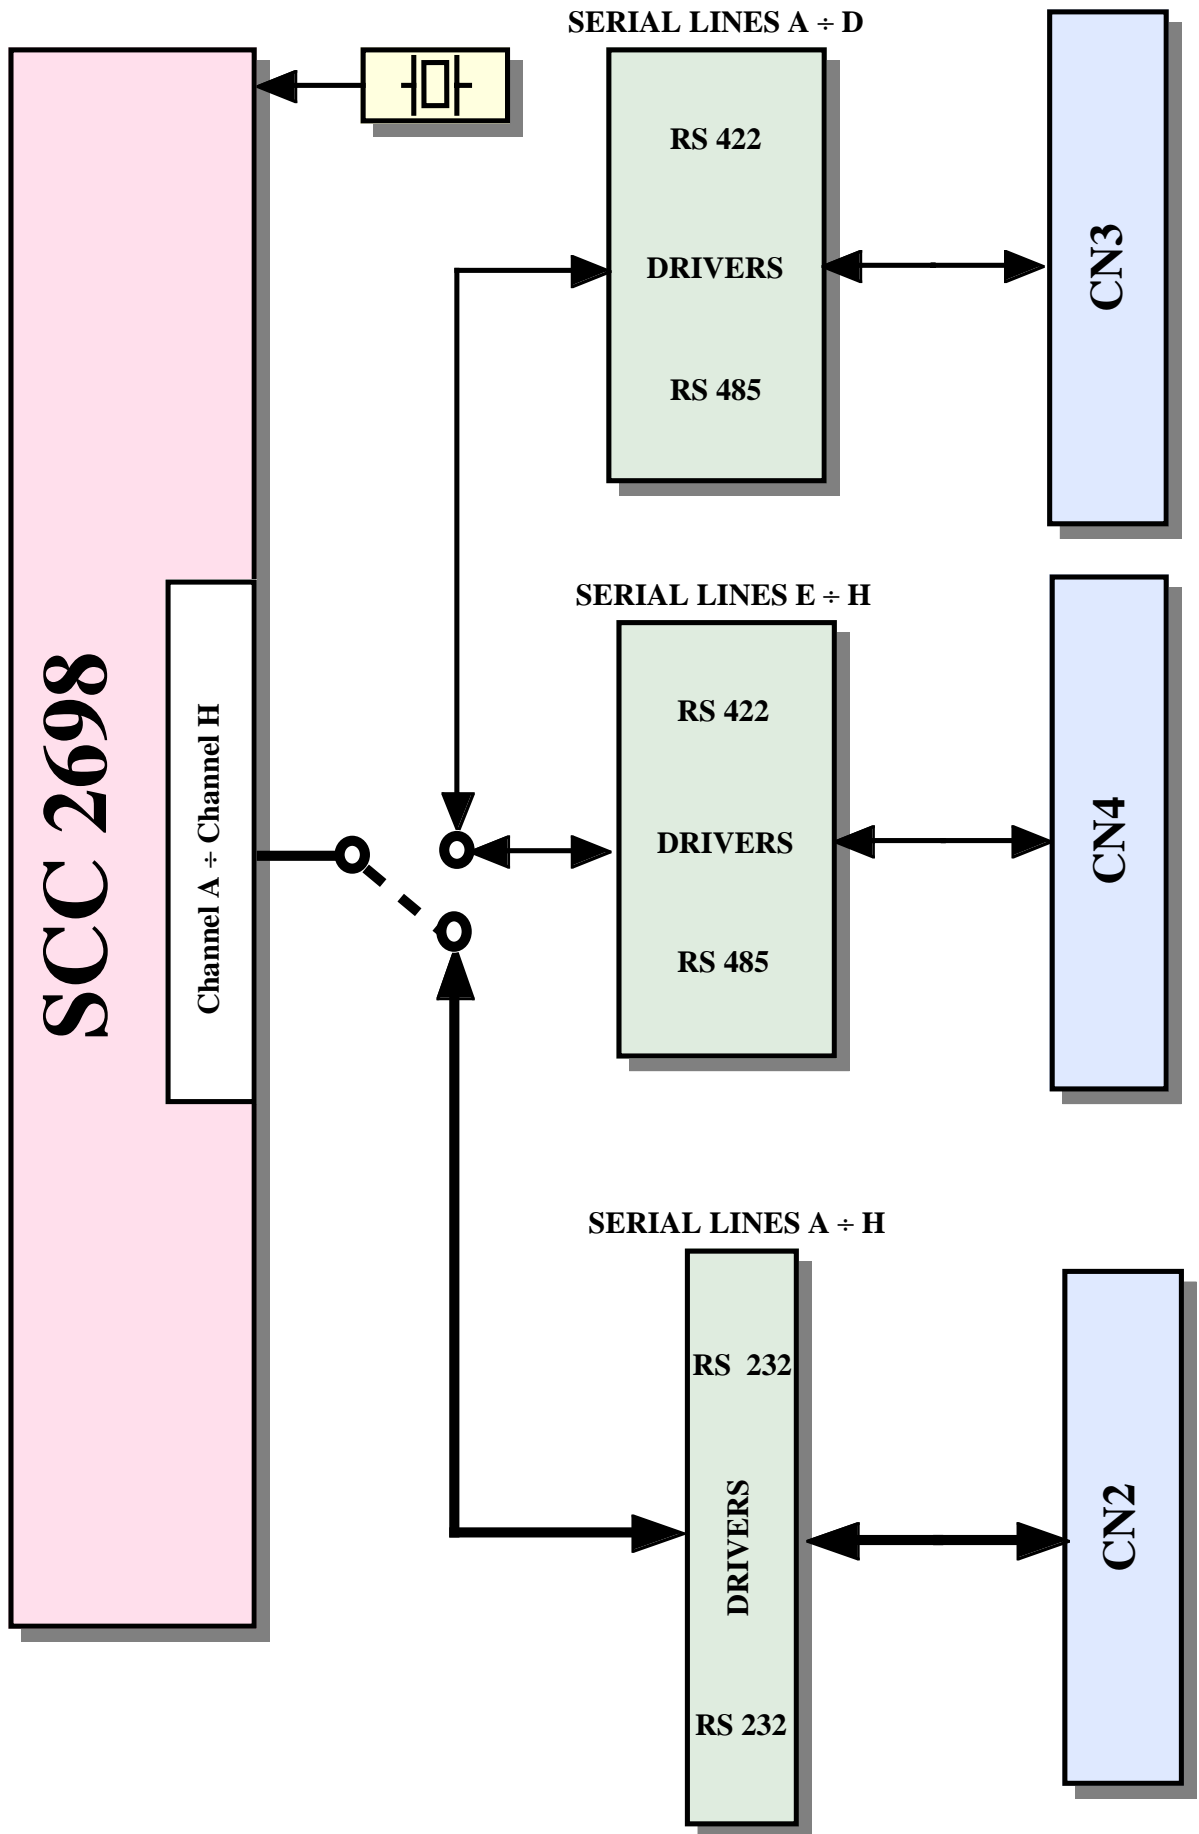 SERIAL LINES A ÷ D
RS 422
DRIVERS
RS 485
CN3
SCC 2698
Channel A ÷ Channel H
SERIAL LINES E ÷ H
RS 422
DRIVERS
RS 485
CN4
SERIAL LINES A ÷ H
RS 232
DRIVERS
RS 232
CN2